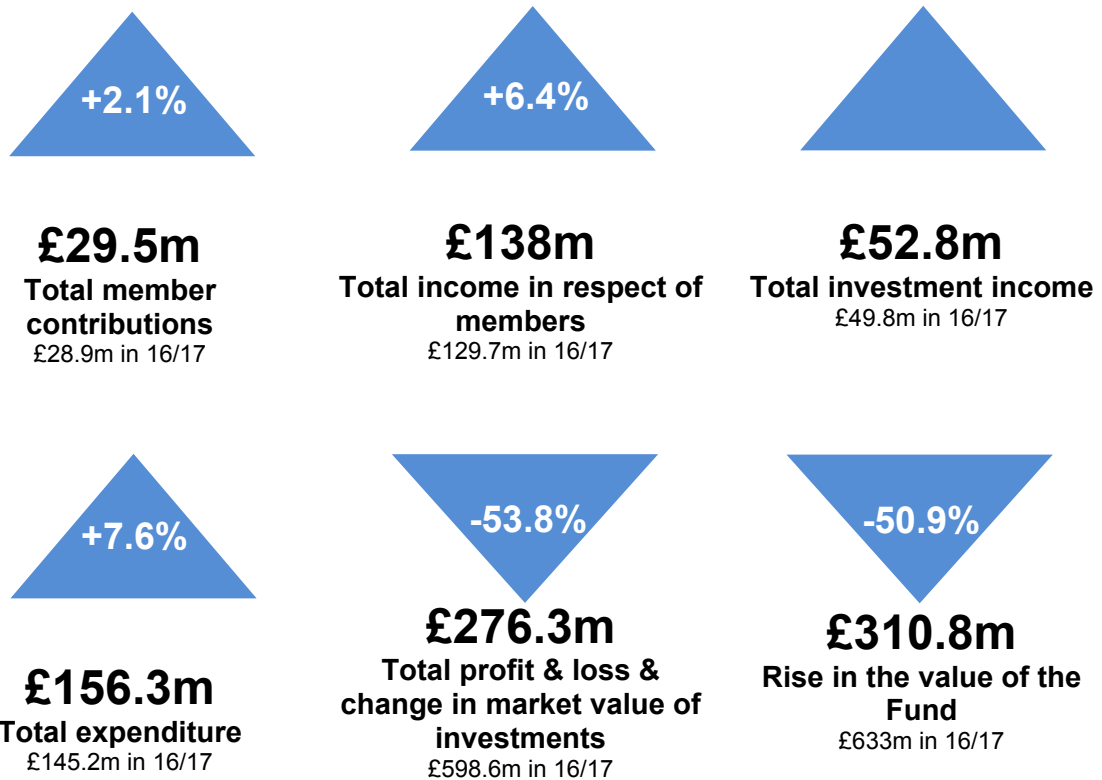 +2.1%
£29.5m
Total member
contributions
£28.9m in 16/17
+6.4%
£138m
Total income in respect of
members
£129.7m in 16/17
£52.8m
Total investment income
£49.8m in 16/17
+7.6%
£156.3m
Total expenditure
£145.2m in 16/17
-53.8%
£276.3m
Total profit & loss &
change in market value of
investments
£598.6m in 16/17
-50.9%
£310.8m
Rise in the value of the
Fund
£633m in 16/17